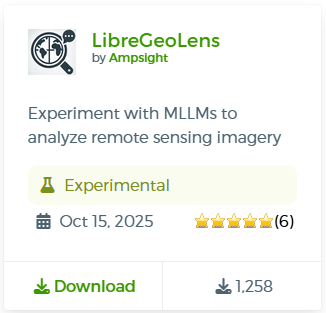 LibreGeoLens
by Ampsight
Experiment with MLLMs to
analyze remote sensing imagery
Experimental
Oct 15, 2025 (6)
Download 1,258